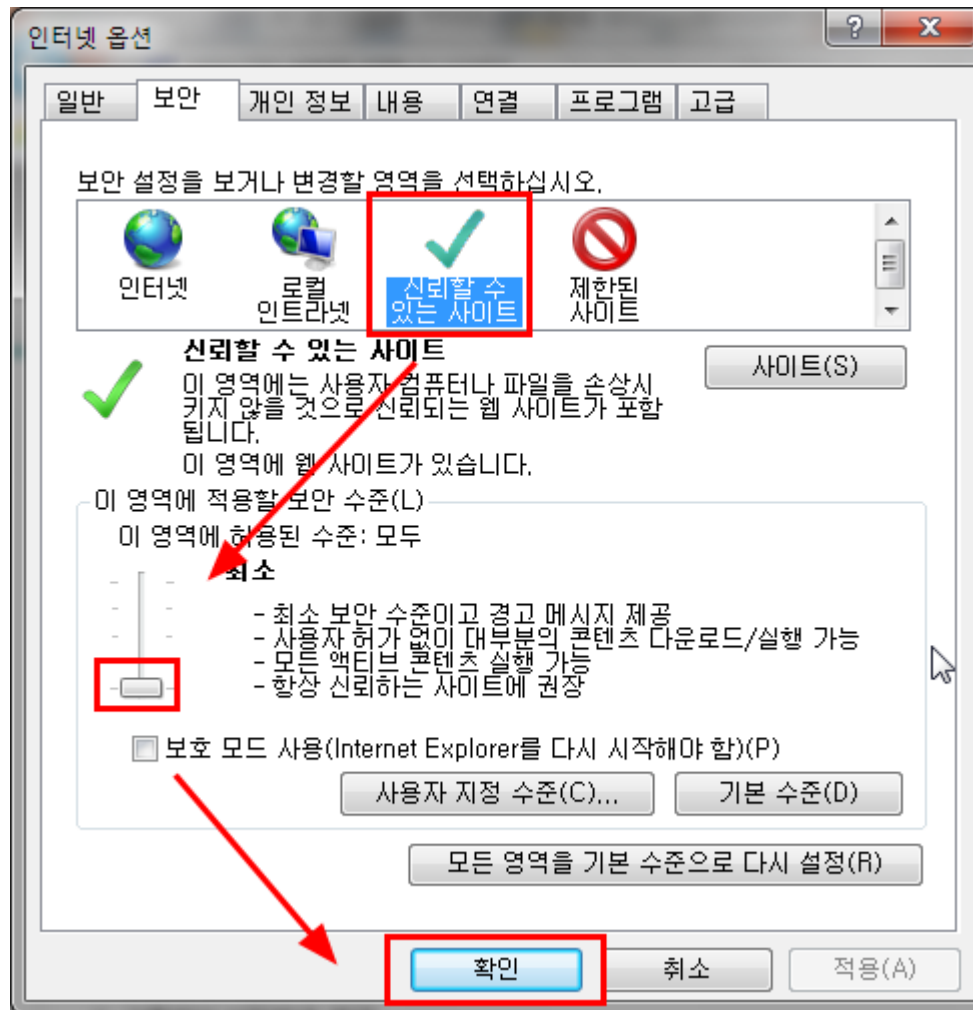 인터넷 옵션
일반 보안 개인 정보 내용 연결 프로그램 고급
보안 설정을 보거나 변경할 영역을 선택하십시오.
인터넷
로컬
인트라넷
신뢰할 수
있는 사이트
제한된
사이트
신뢰할 수 있는 사이트
사이트(S)
이 영역에는 사용자 컴퓨터나 파일을 손상시
키지 않을 것으로 신뢰되는 웹 사이트가 포함
됩니다.
이 영역에 웹 사이트가 있습니다.
이 영역에 적용할 보안 수준(L)
이 영역에 허용된 수준: 모두
최소
- 최소 보안 수준이고 경고 메시지 제공
- 사용자 허가 없이 대부분의 콘텐츠 다운로드/실행 가능
- 모든 액티브 콘텐츠 실행 가능
- 항상 신뢰하는 사이트에 권장
보호 모드 사용(Internet Explorer를 다시 시작해야 함)(P)
사용자 지정 수준(C)... 기본 수준(D)
모든 영역을 기본 수준으로 다시 설정(R)
확인 취소 적용(A)